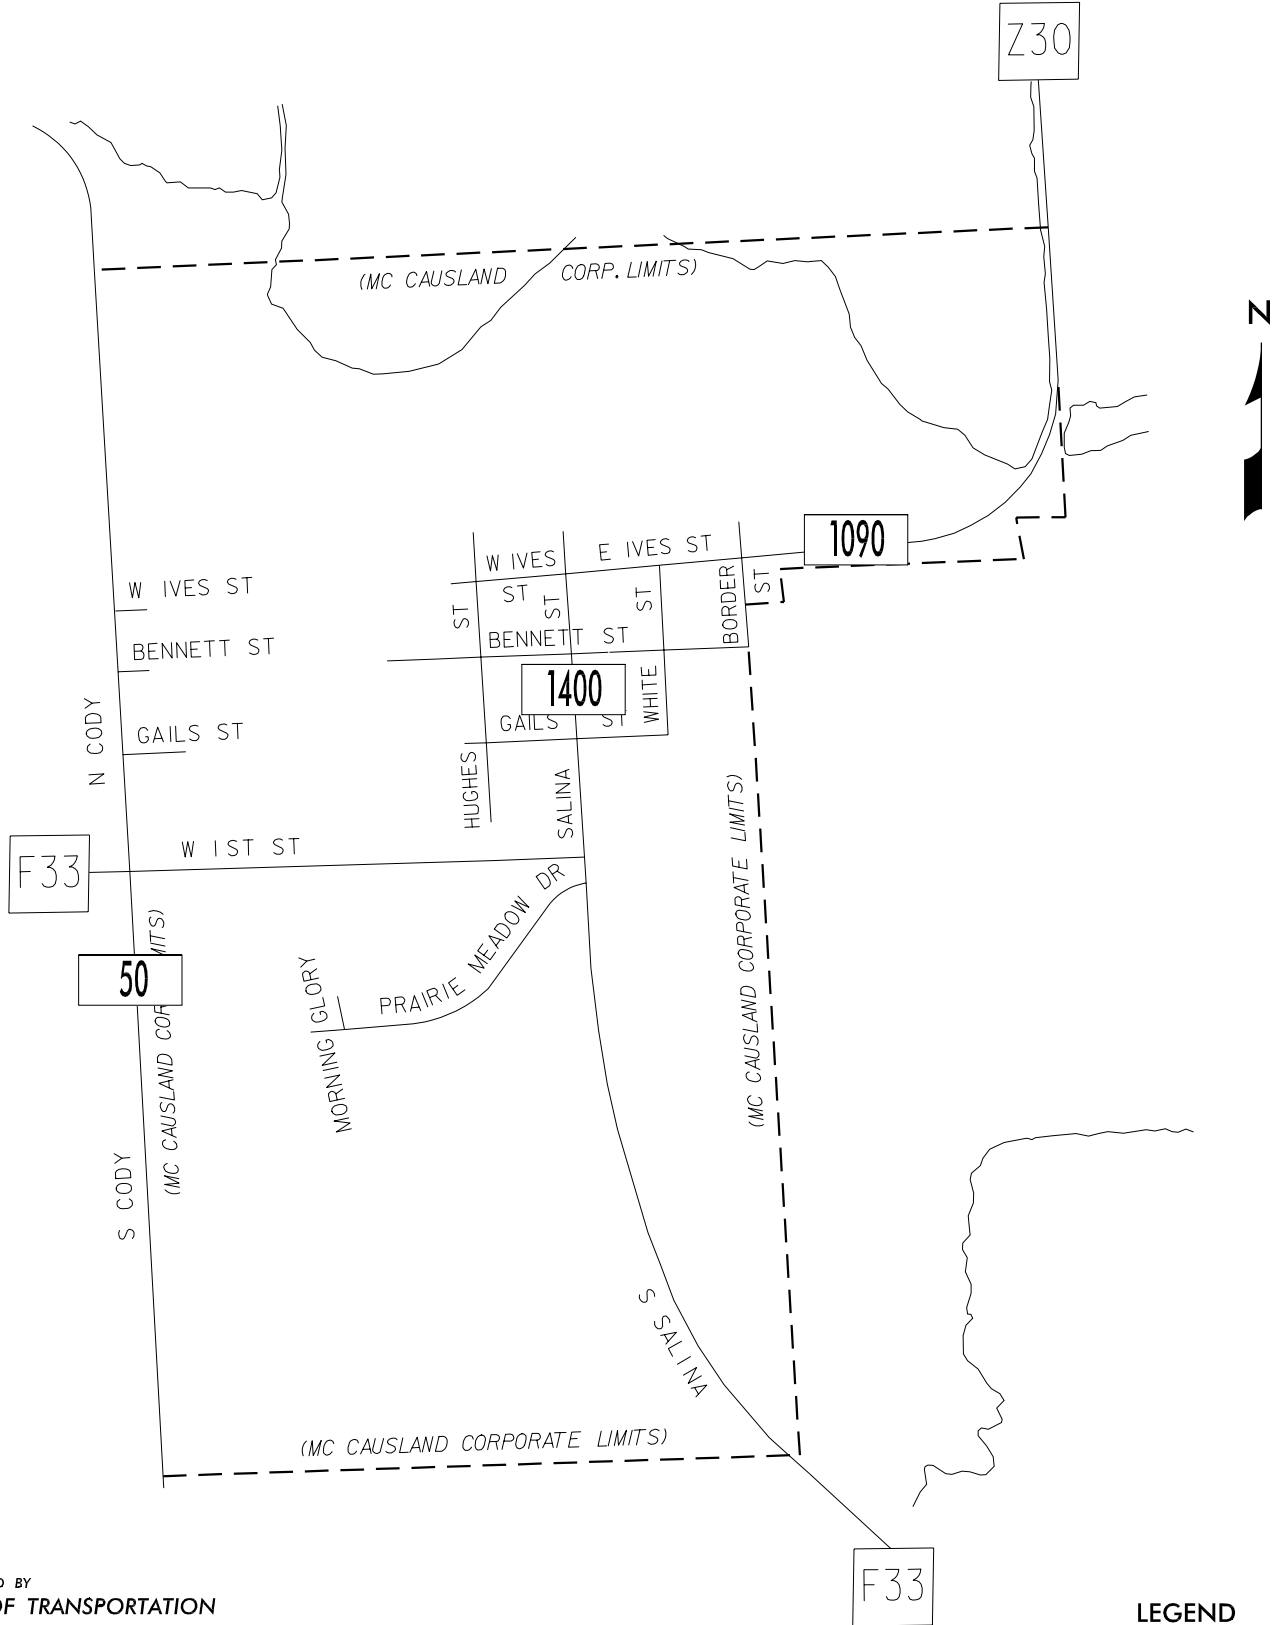 Z30
(MC CAUSLAND CORP. LIMITS)
N
1090
W IVES ST
E IVES ST
W IVES ST
BENNETT ST
BENNETT ST
ST
ST
ST
BORDER ST
1400
WHITE
GAILS ST
GAILS ST
N CODY
HUGHES
SALINA
(MC CAUSLAND CORPORATE LIMITS)
W 1ST ST
F33
50
MITS)
(MC CAUSLAND COR
PRAIRIE MEADOW DR
MORNING GLORY
S CODY
S SALINA
(MC CAUSLAND CORPORATE LIMITS)
F33
BY
OF TRANSPORTATION
LEGEND